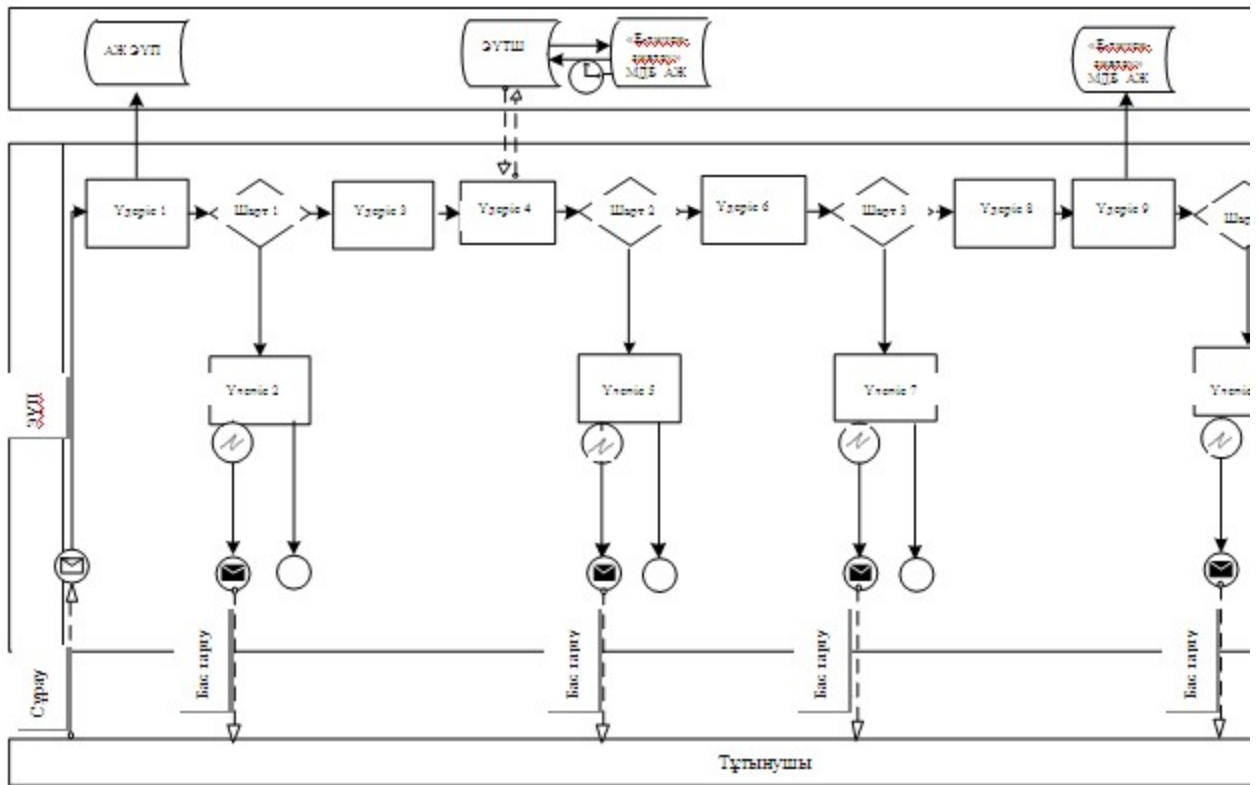 АЖ ЭҮП
ЭҮТШ
МДБ АЖ
МДБ АЖ
Үдеріс 1
Шарт 1
Үдеріс 3
Үдеріс 4
Шарт 2
Үдеріс 6
Шарт 3
Үдеріс 8
Үдеріс 9
Үдеріс 2
Үдеріс 5
Үдеріс 7
ЭҮП
Сұрау
Бас тарту
Бас тарту
Бас тарту
Бас тарту
Тұтынушы